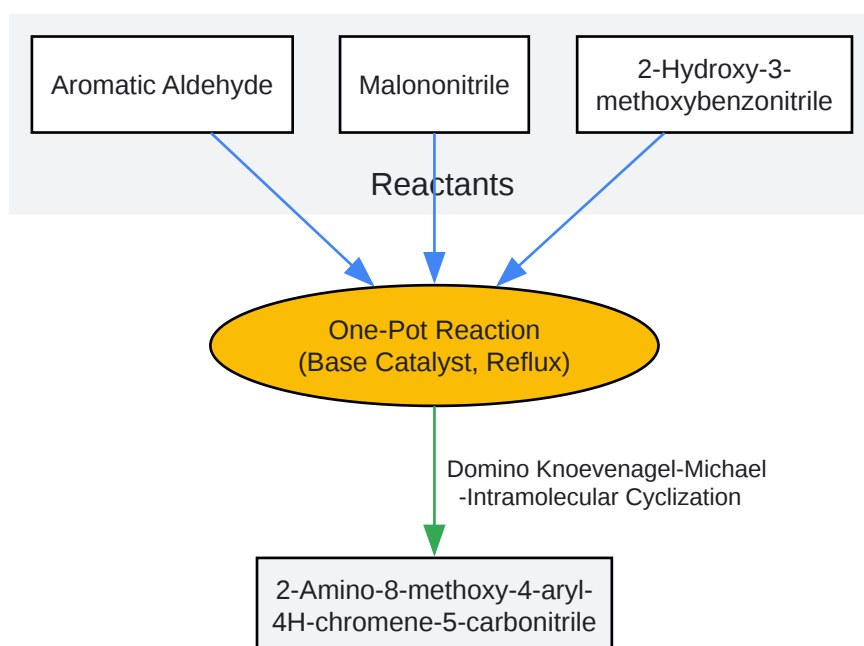 Aromatic Aldehyde
Malononitrile
2-Hydroxy-3-
methoxybenzonitrile
Reactants
One-Pot Reaction
(Base Catalyst, Reflux)
Domino Knoevenagel-Michael
-Intramolecular Cyclization
2-Amino-8-methoxy-4-aryl-
4H-chromene-5-carbonitrile